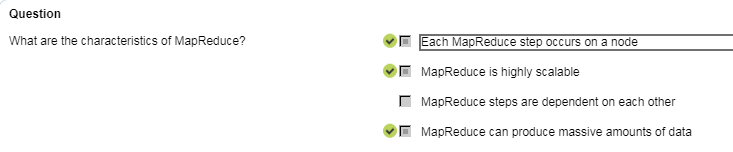 Question
What are the characteristics of MapReduce?
Each MapReduce step occurs on a node
MapReduce is highly scalable
MapReduce steps are dependent on each other
MapReduce can produce massive amounts of data